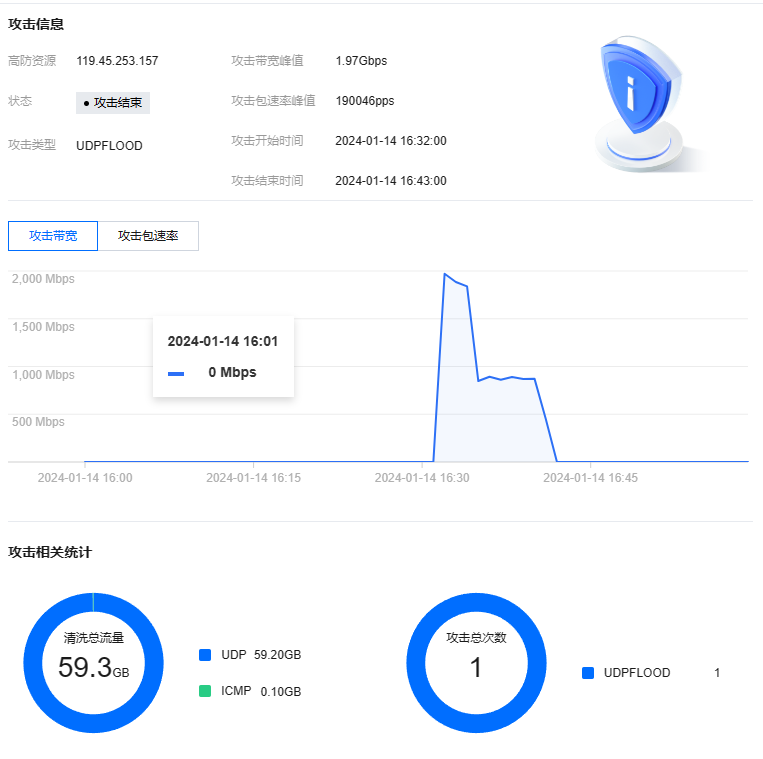 攻击信息
高防资源 119.45.253.157 攻击带宽峰值 1.97Gbps
状态 攻击结束 攻击包速率峰值 190046pps
攻击类型 UDPFLOOD 攻击开始时间 2024-01-14 16:32:00
攻击结束时间 2024-01-14 16:43:00
攻击带宽 攻击包速率
2,000 Mbps
1,500 Mbps
2024-01-14 16:01
0 Mbps
1,000 Mbps
500 Mbps
2024-01-14 16:00 2024-01-14 16:15 2024-01-14 16:30 2024-01-14 16:45
攻击相关统计
清洗总流量
59.3GB
UDP 59.20GB
ICMP 0.10GB
攻击总次数
1
UDPFLOOD 1